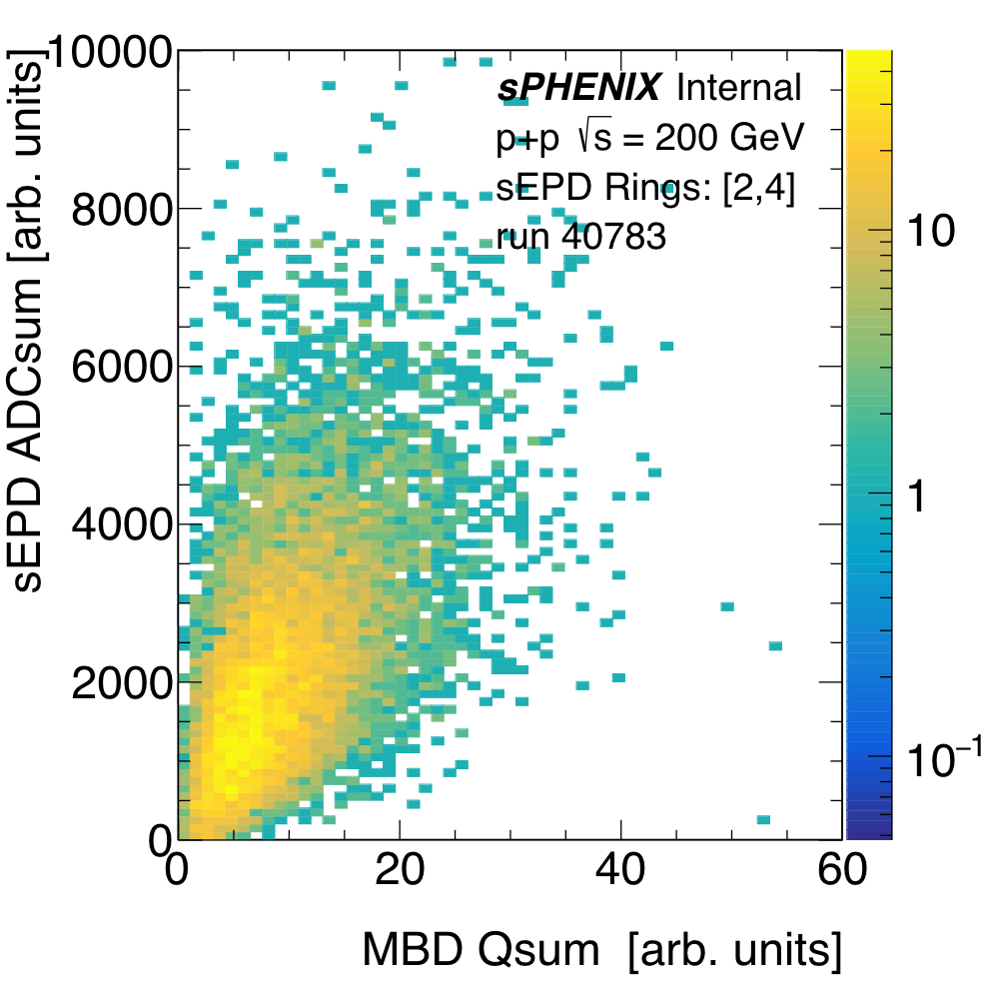 sEPD ADCsum [arb. units]
10000
8000
6000
4000
2000
0
sPHENIX Internal
p+p √s = 200 GeV
sEPD Rings: [2,4]
run 40783
10
1
10⁻¹
0 20 40 60
MBD Qsum [arb. units]